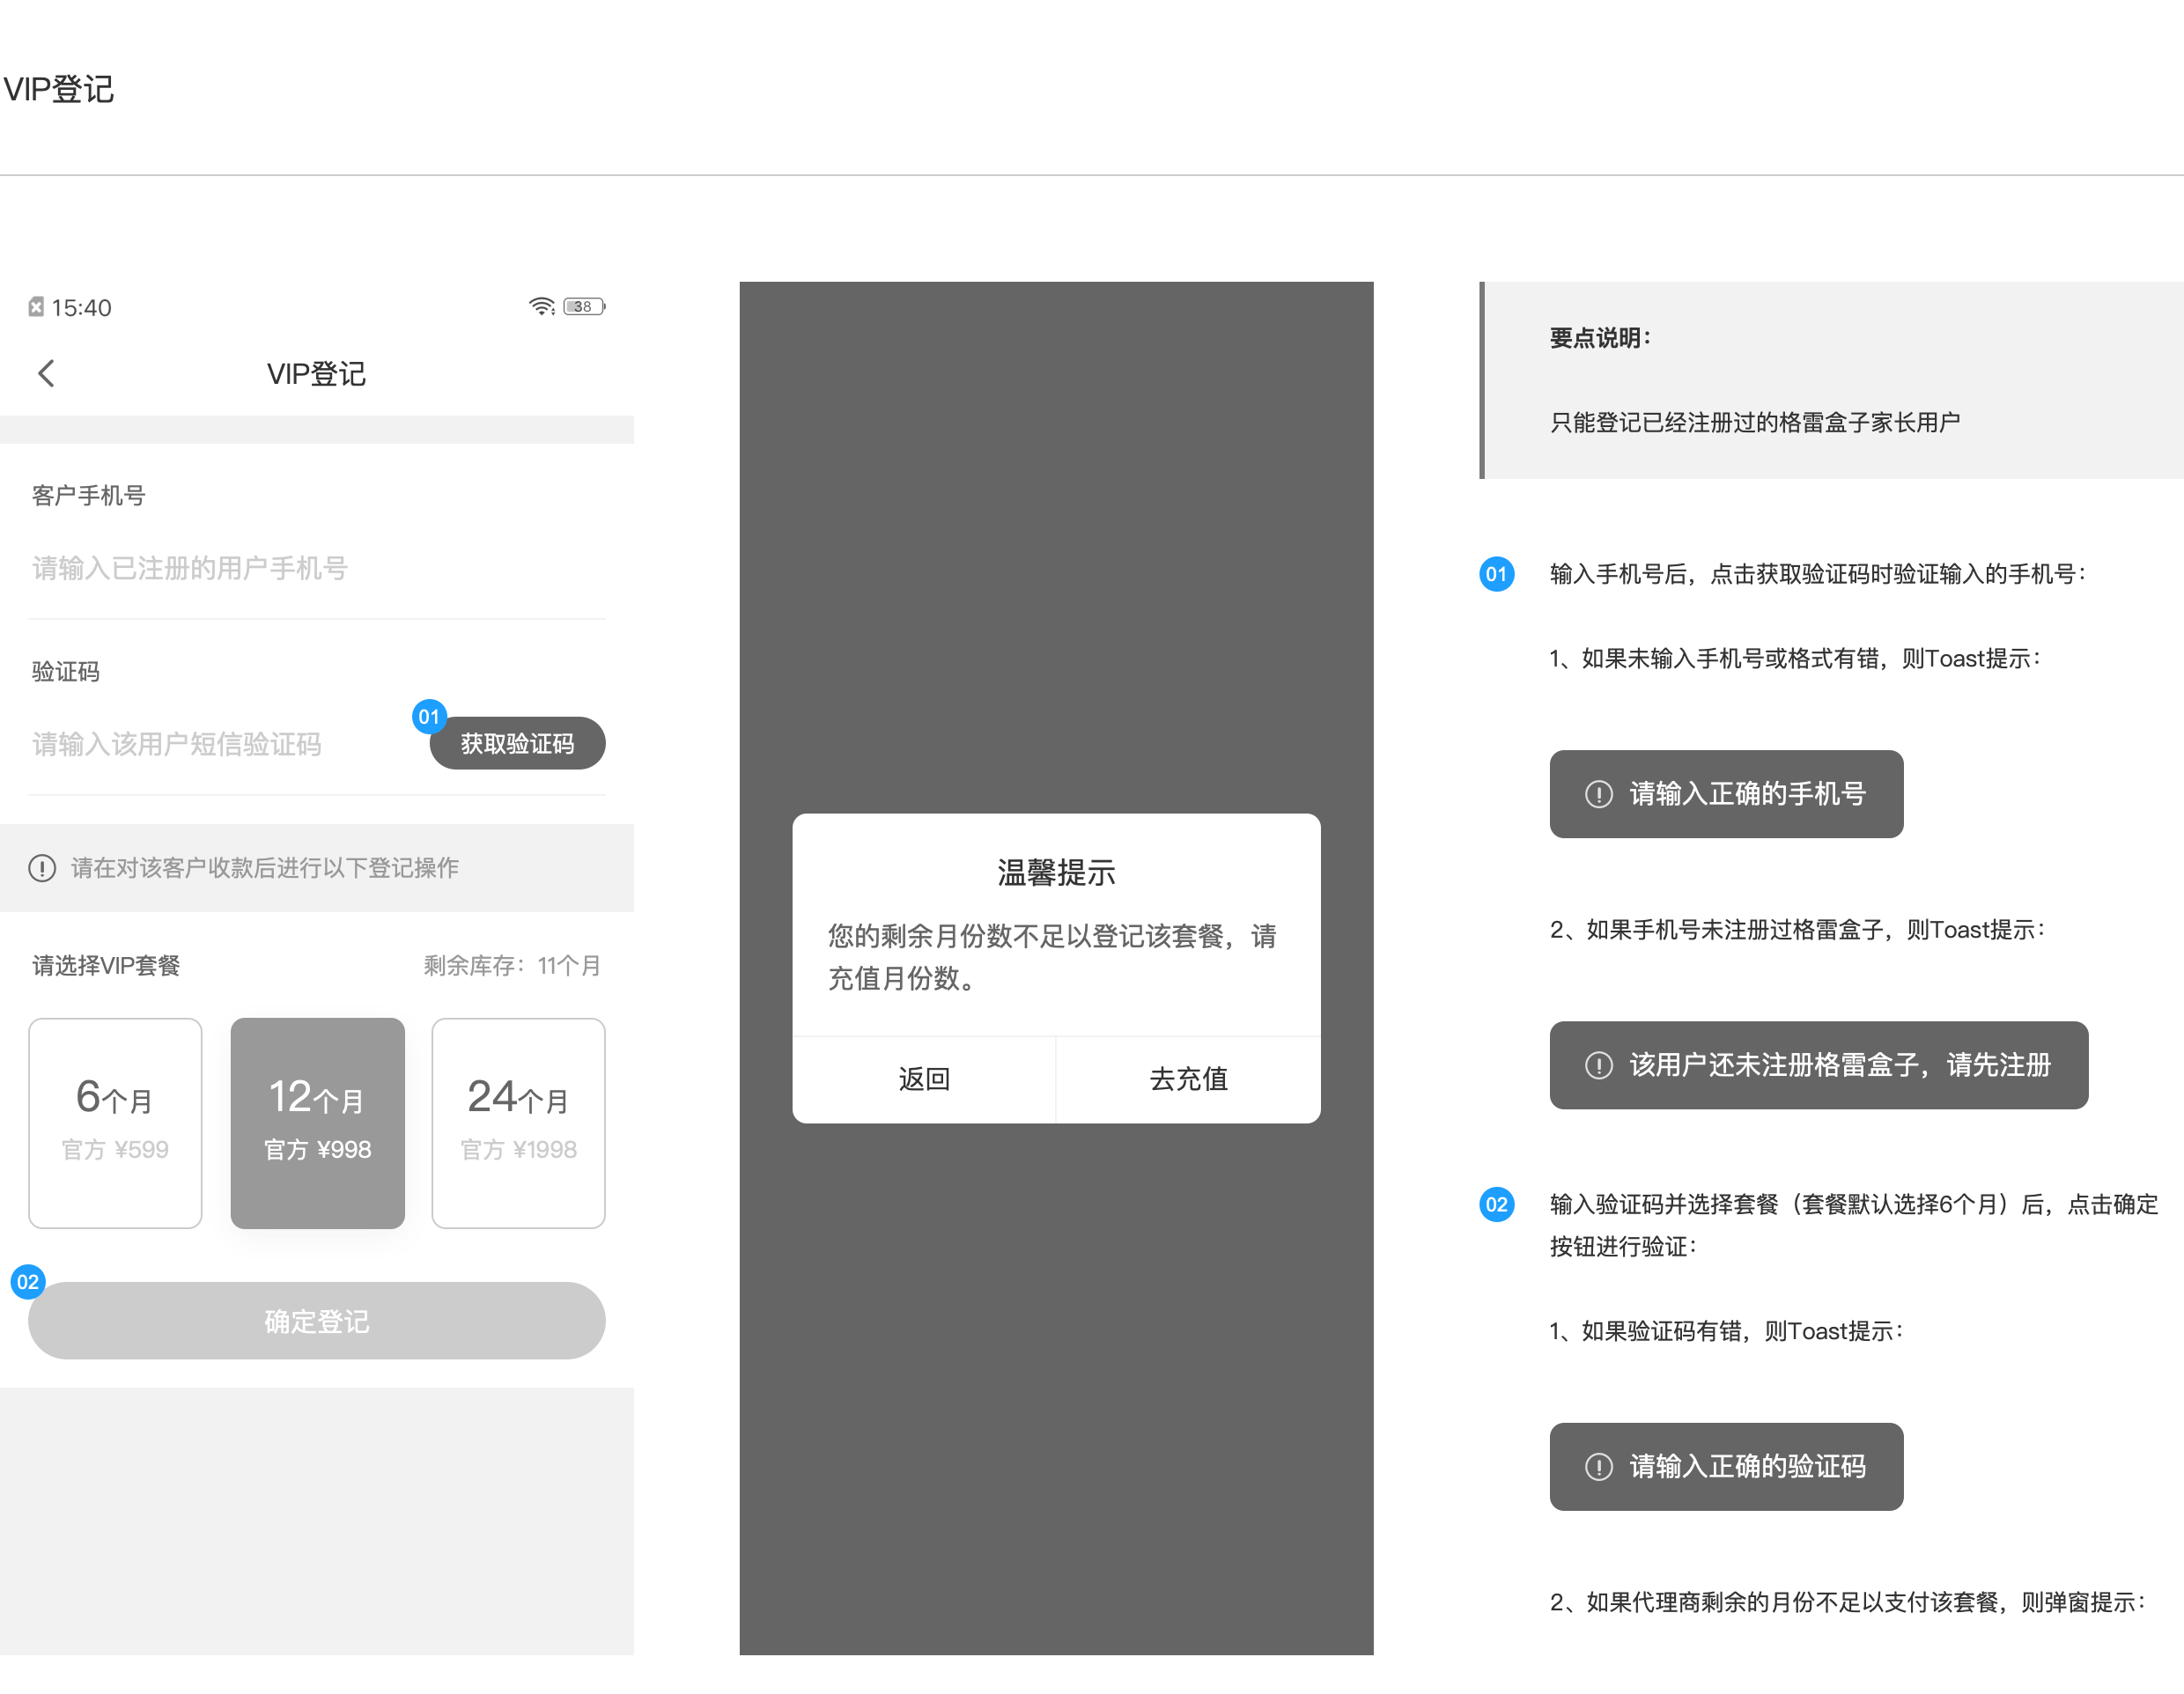 VIP登记
15:40
38
VIP登记
客户手机号
请输入已注册的用户手机号
验证码
请输入该用户短信验证码
01
获取验证码
请在对该客户收款后进行以下登记操作
请选择VIP套餐
剩余库存：11个月
6个月
官方 ¥599
12个月
官方 ¥998
24个月
官方 ¥1998
02
确定登记
温馨提示
您的剩余月份数不足以登记该套餐，请
充值月份数。
返回
去充值
要点说明：
只能登记已经注册过的格雷盒子家长用户
01
输入手机号后，点击获取验证码时验证输入的手机号：
1、如果未输入手机号或格式有错，则Toast提示：
请输入正确的手机号
2、如果手机号未注册过格雷盒子，则Toast提示：
该用户还未注册格雷盒子，请先注册
02
输入验证码并选择套餐（套餐默认选择6个月）后，点击确定
按钮进行验证：
1、如果验证码有错，则Toast提示：
请输入正确的验证码
2、如果代理商剩余的月份不足以支付该套餐，则弹窗提示：